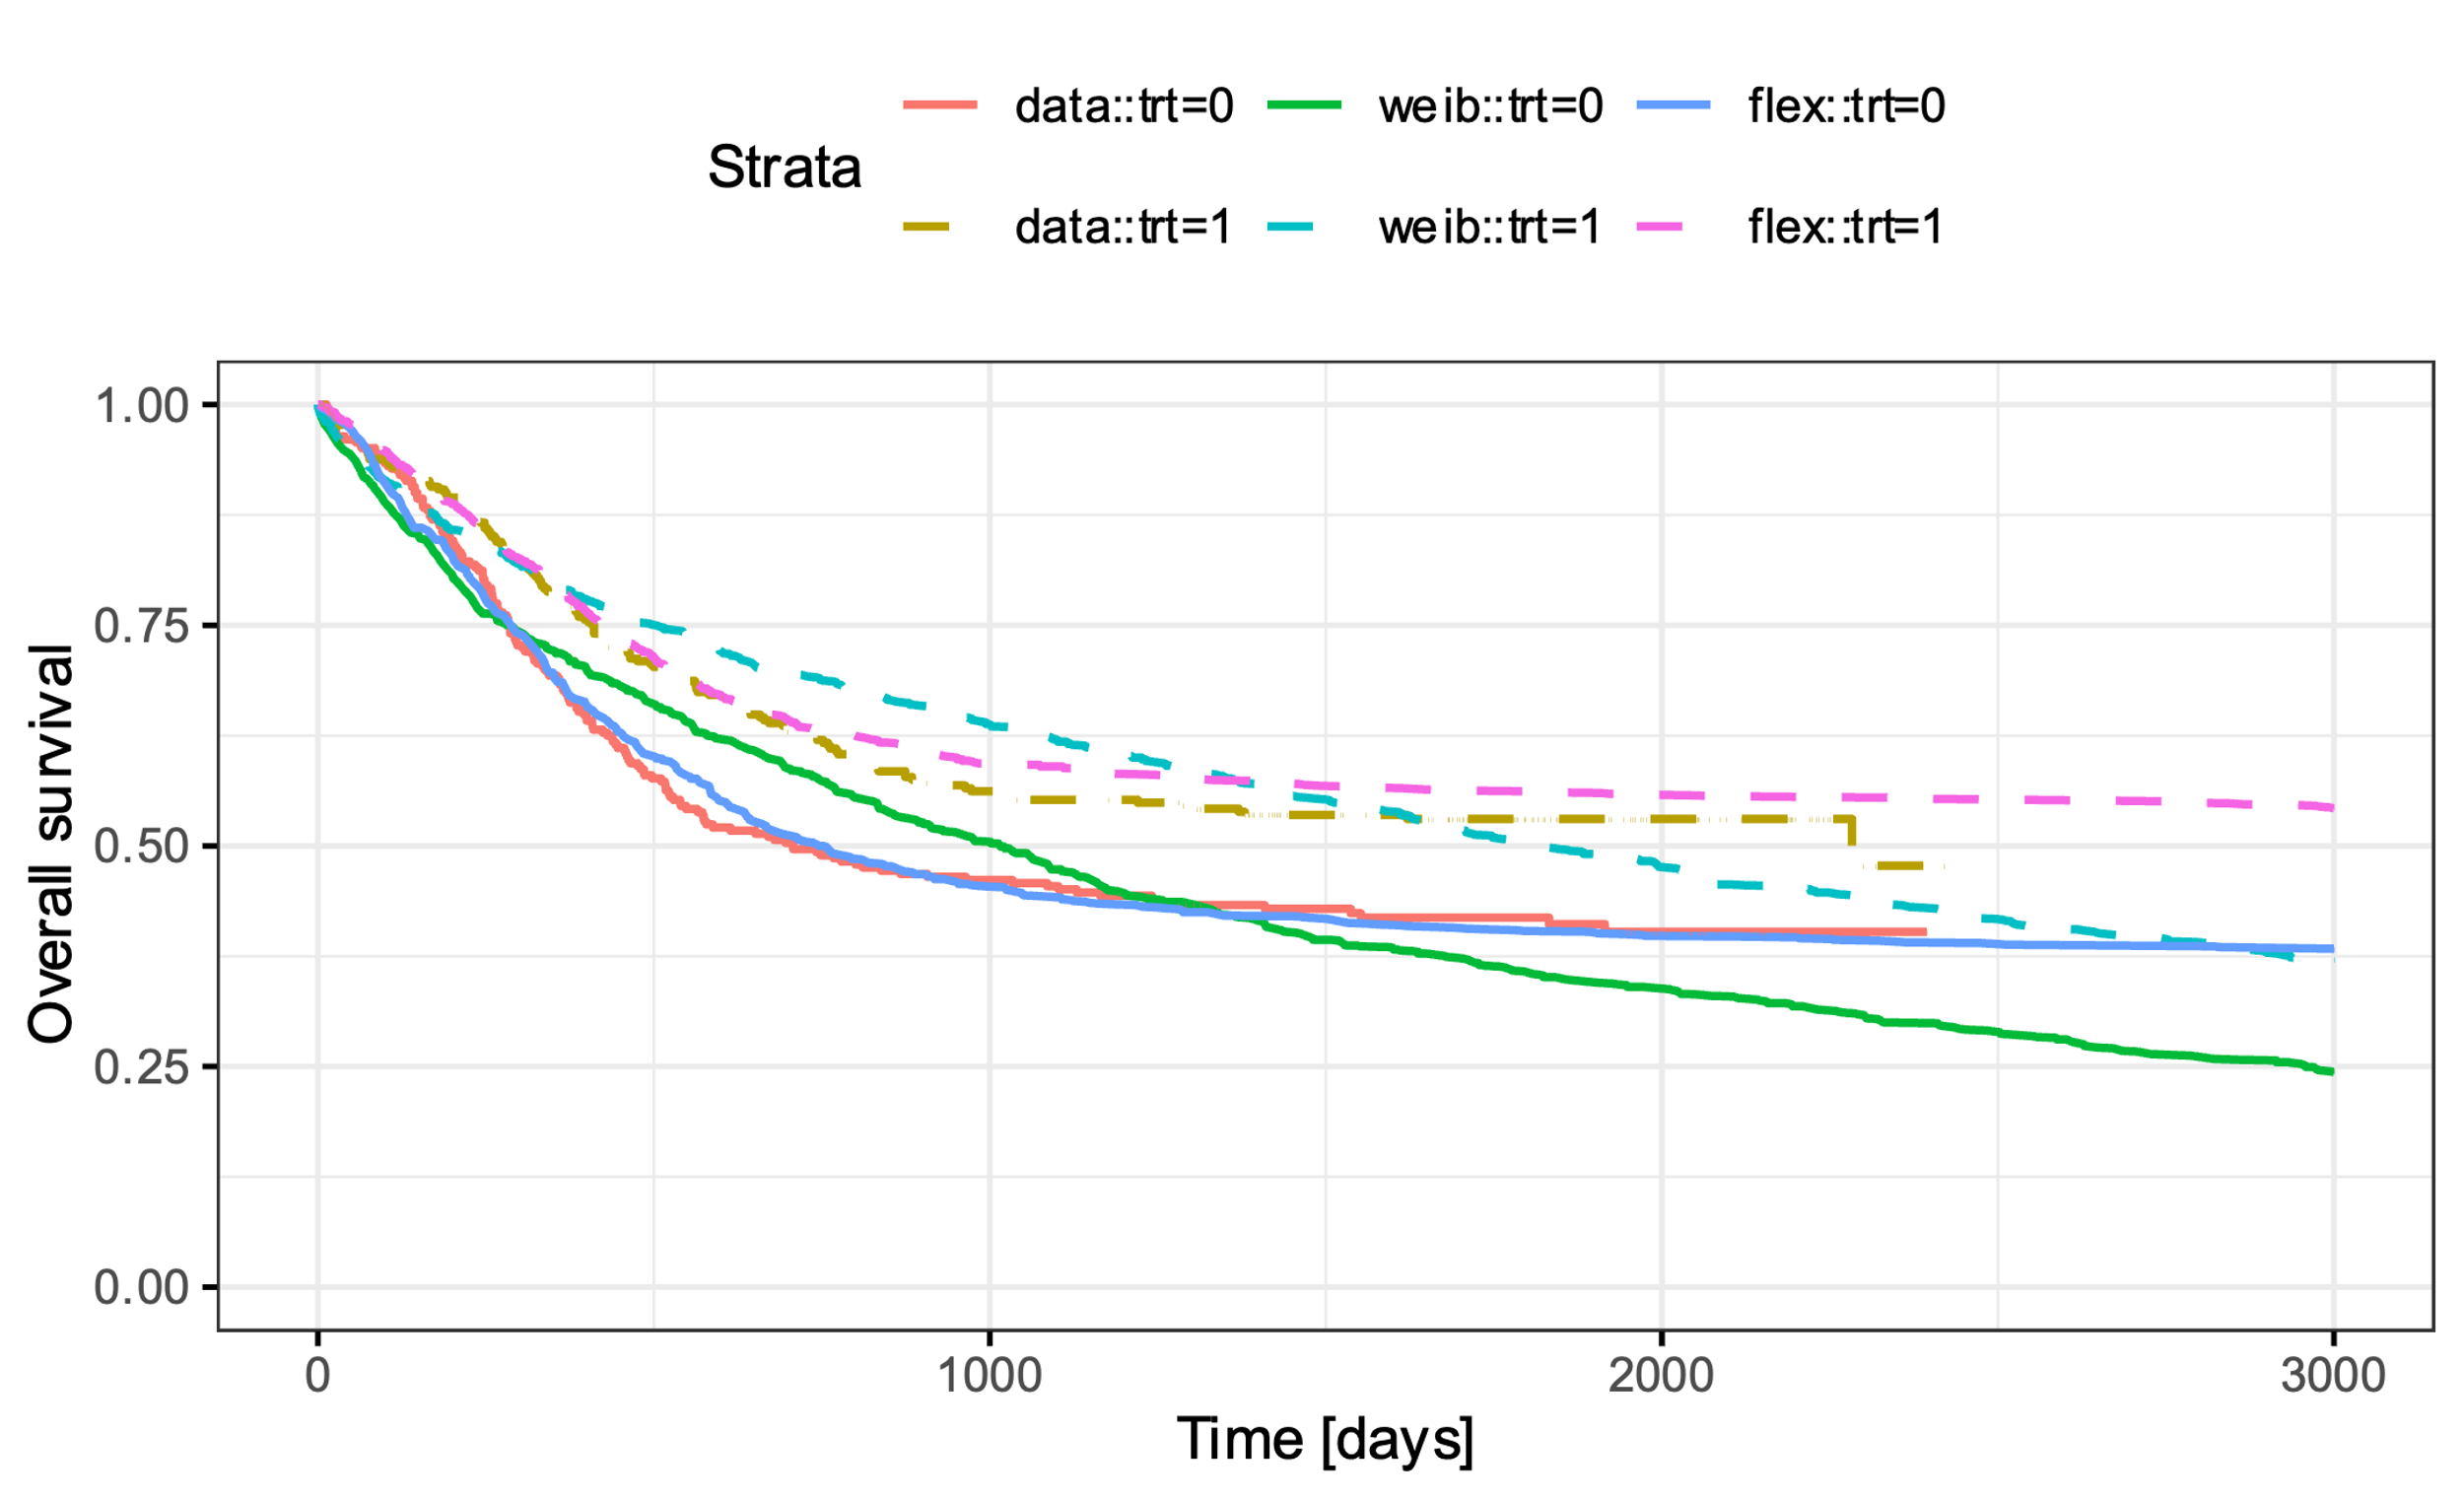 data::trt=0 weib::trt=0 flex::trt=0
Strata
data::trt=1 weib::trt=1 flex::trt=1
1.00
0.75
0.50
0.25
0.00
Overall survival
0 1000 2000 3000
Time [days]